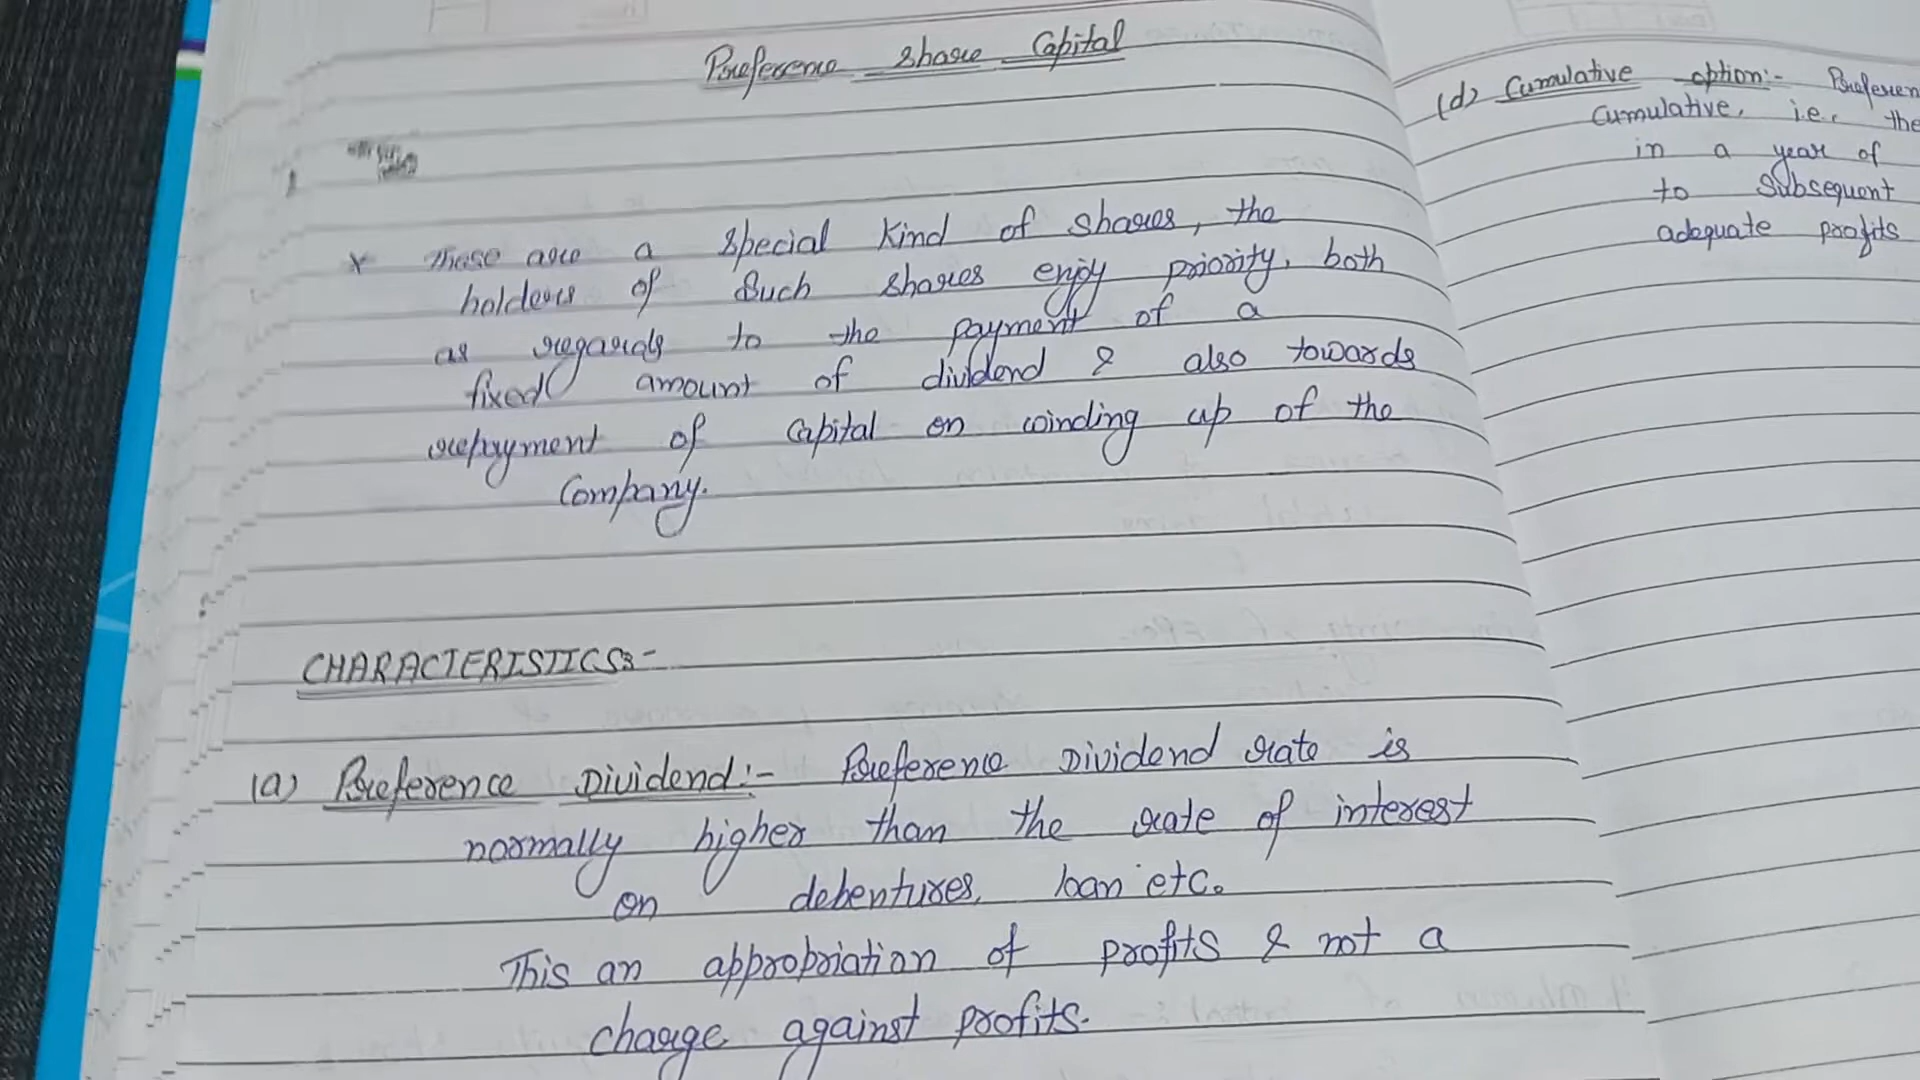 Preference Share Capital
* These are a special kind of shares, the
holders of such shares enjoy priority, both
as regards to the payment of a
fixed amount of dividend & also towards
repayment of Capital on winding up of the
Company.
CHARACTERISTICS:-
(a) Preference Dividend:- Preference Dividend rate is
normally higher than the rate of interest
on debentures, loan etc.
This an appropriation of profits & not a
charge against profits.
(d) Cumulative option:- Preferen
Cumulative, i.e. the
in a year of
to Subsequent
adequate profits